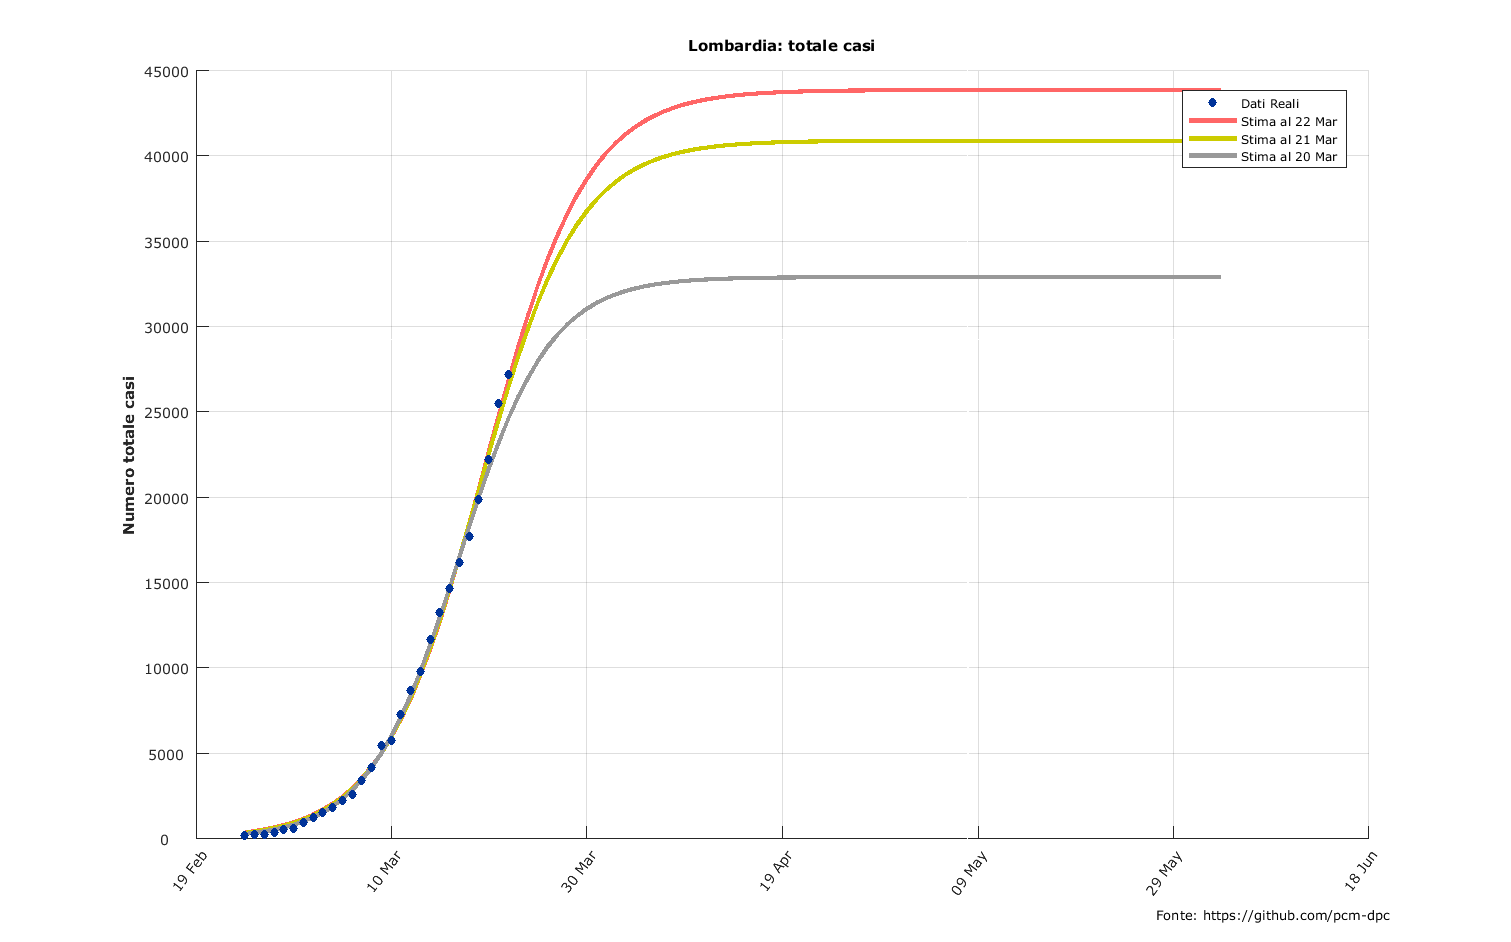 Lombardia: totale casi
45000
40000
35000
30000
25000
20000
15000
10000
5000
0
Numero totale casi
Dati Reali
Stima al 22 Mar
Stima al 21 Mar
Stima al 20 Mar
19 Feb
10 Mar
30 Mar
19 Apr
09 May
29 May
18 Jun
Fonte: https://github.com/pcm-dpc